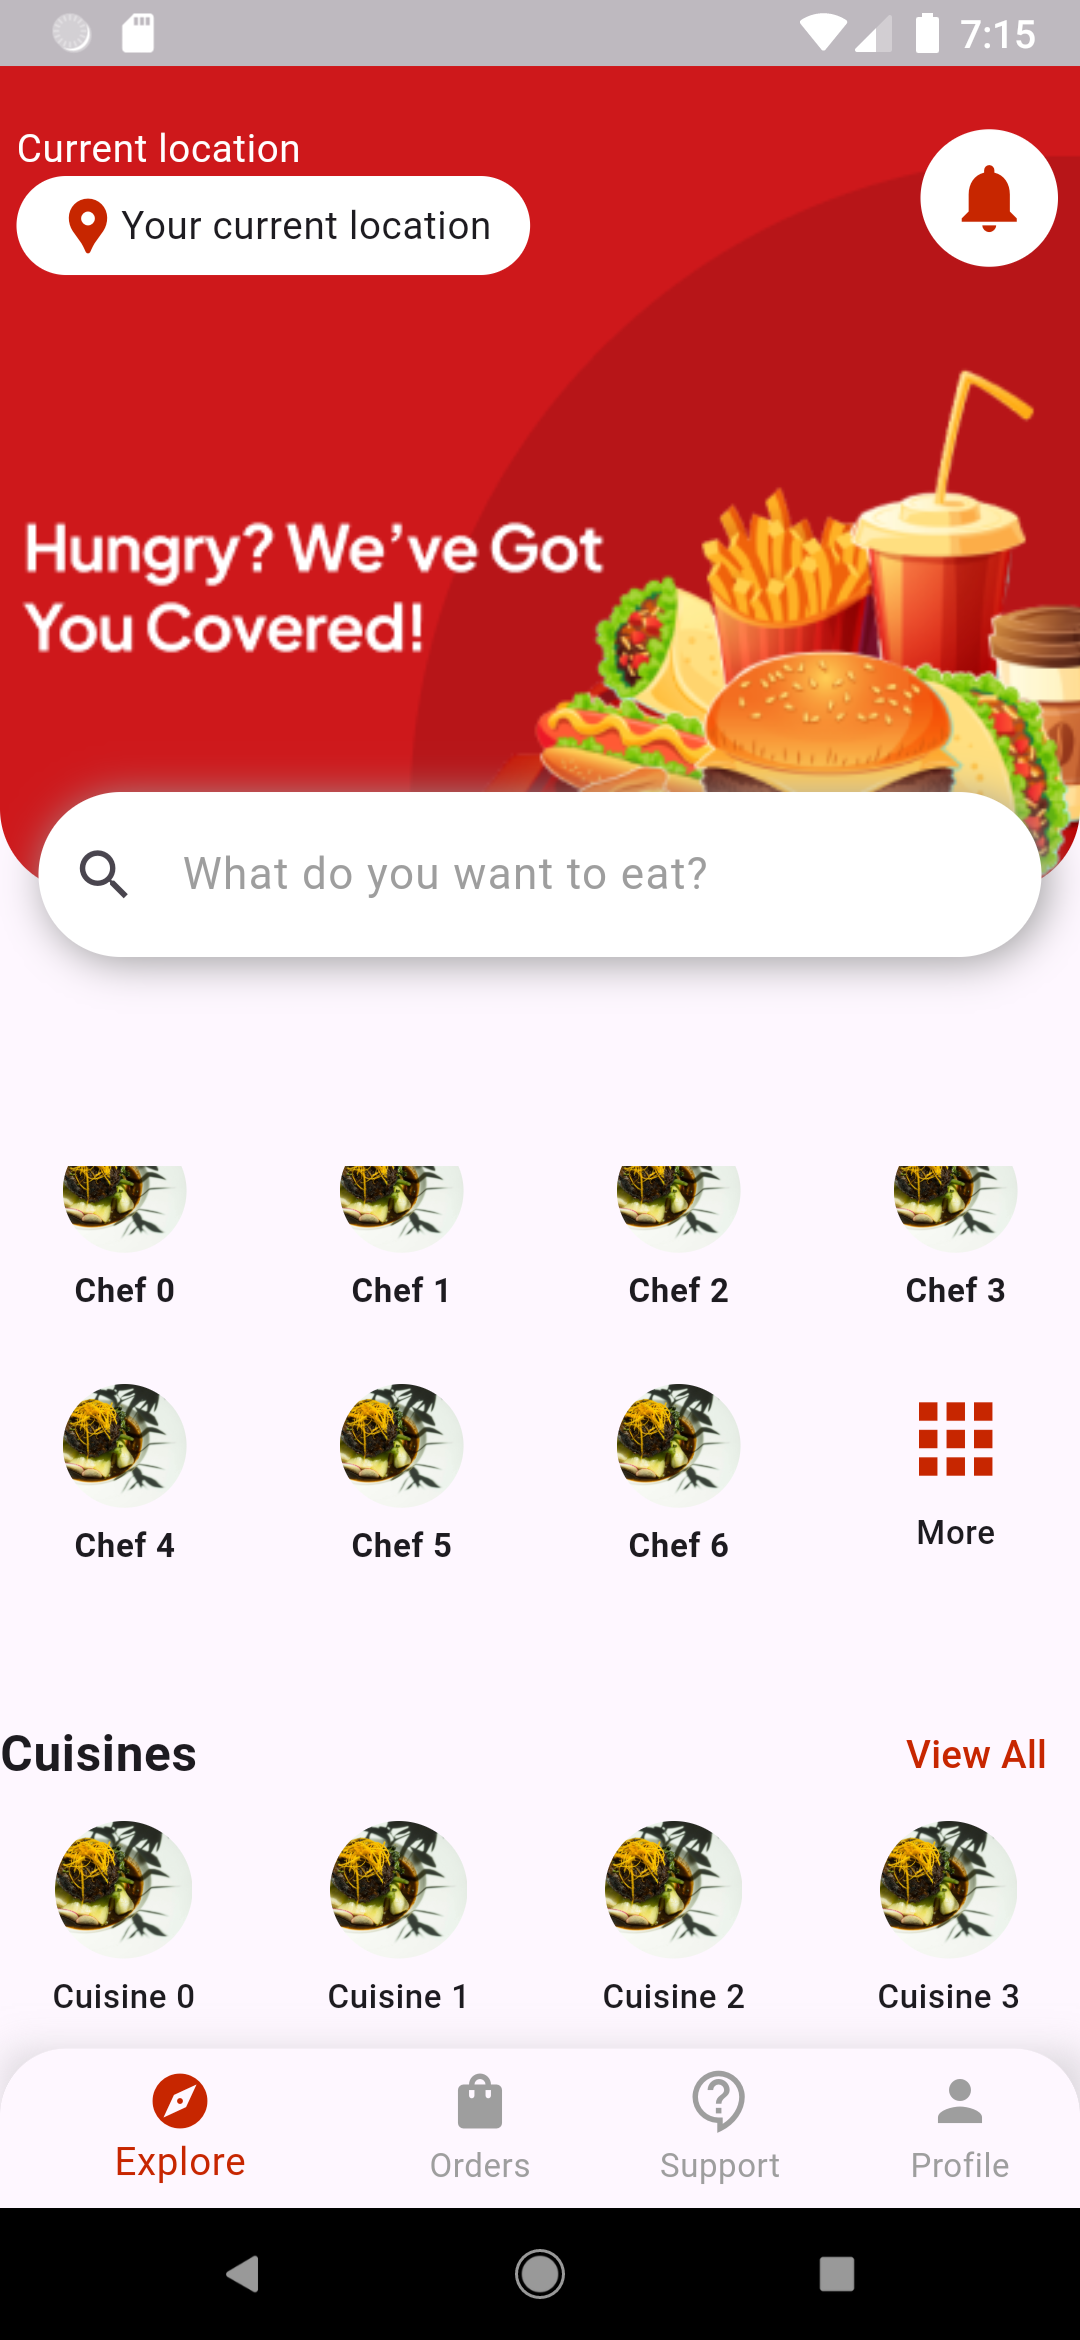 7:15
Current location
Your current location
Hungry? We’ve Got
You Covered!
What do you want to eat?
Chef 0
Chef 1
Chef 2
Chef 3
Chef 4
Chef 5
Chef 6
More
Cuisines
View All
Cuisine 0
Cuisine 1
Cuisine 2
Cuisine 3
Explore
Orders
Support
Profile